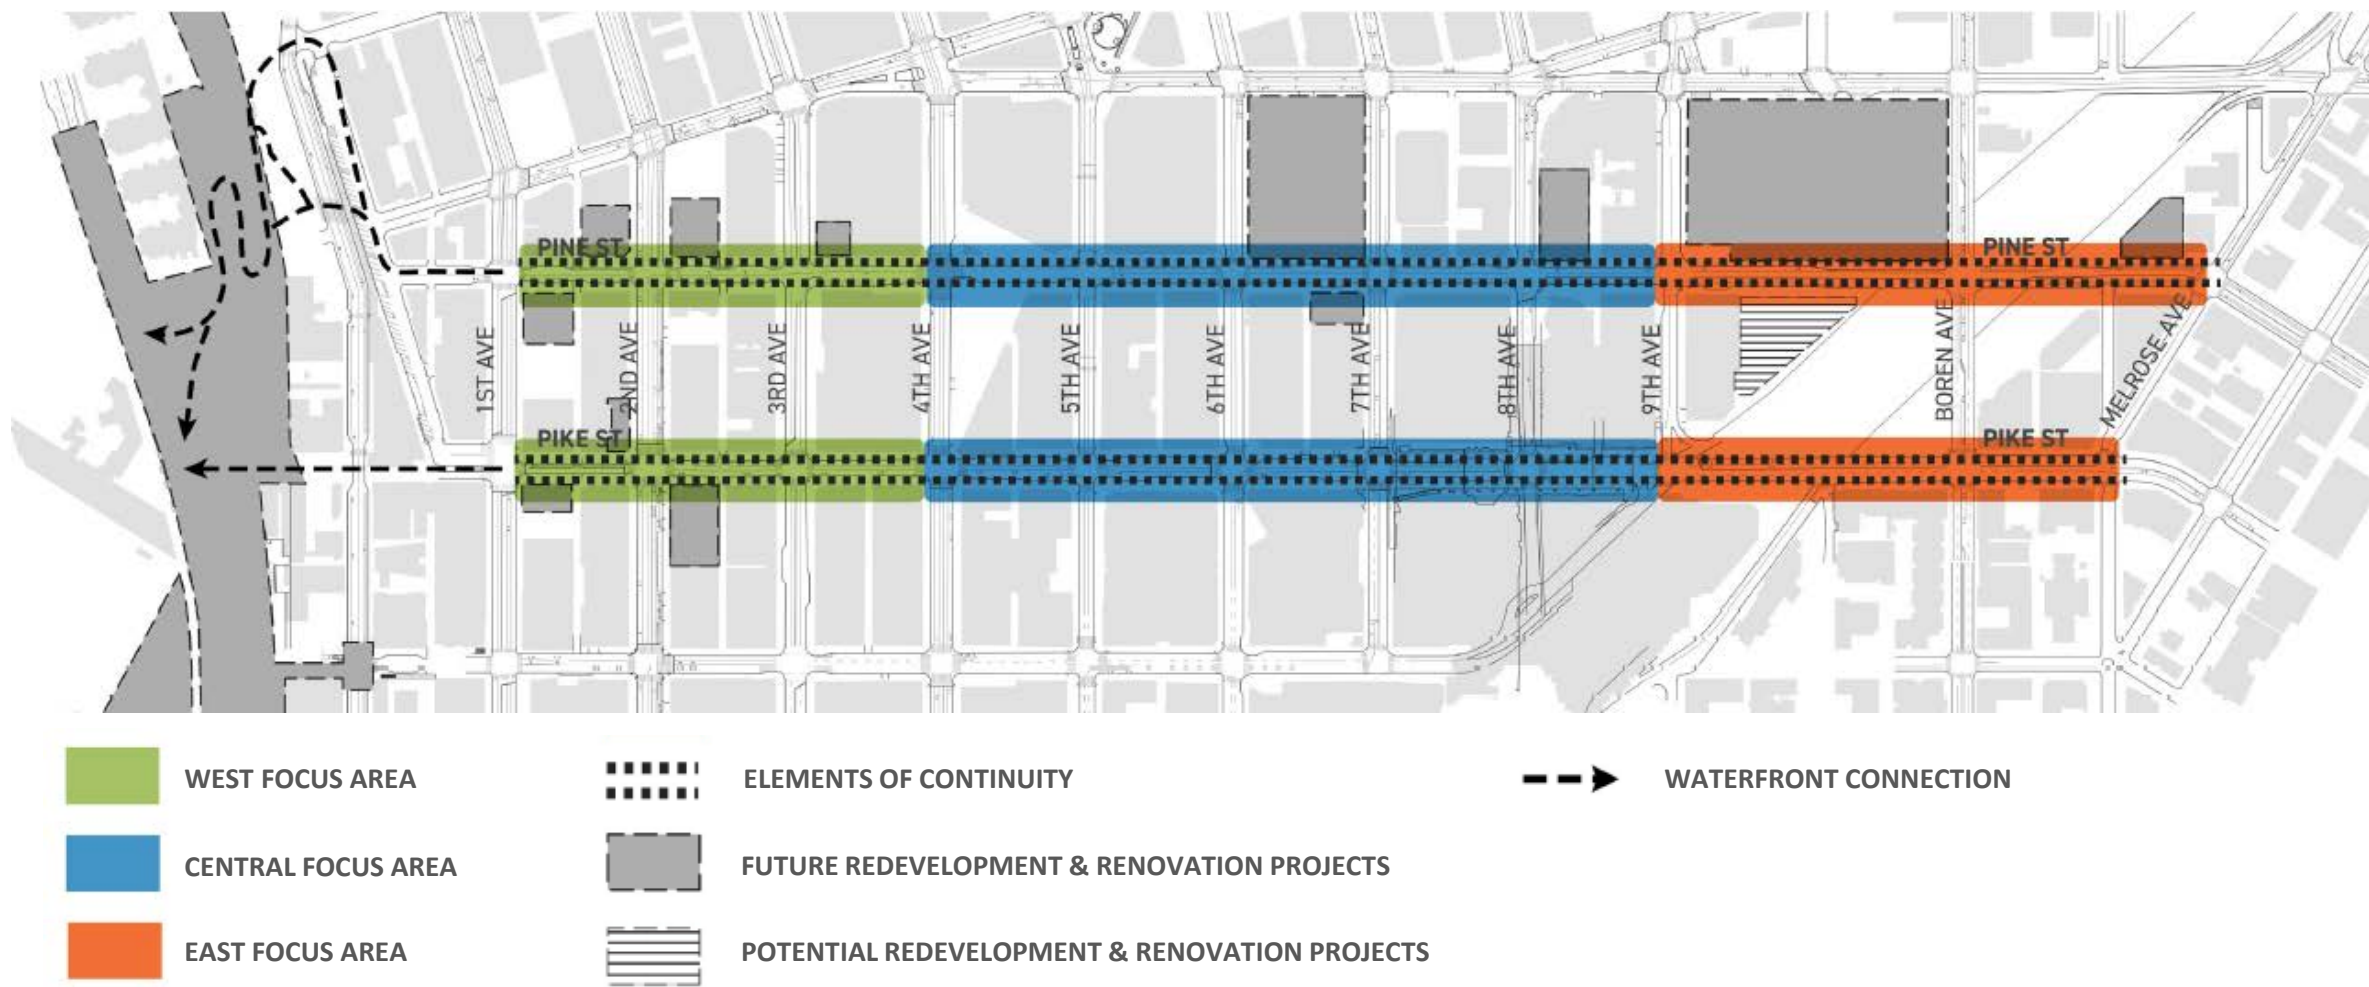 PINE ST
PINE ST
1ST AVE
2ND AVE
3RD AVE
4TH AVE
5TH AVE
6TH AVE
7TH AVE
8TH AVE
9TH AVE
BOREN AVE
MELROSE AVE
PIKE ST
PIKE ST
WEST FOCUS AREA
ELEMENTS OF CONTINUITY
WATERFRONT CONNECTION
CENTRAL FOCUS AREA
FUTURE REDEVELOPMENT & RENOVATION PROJECTS
EAST FOCUS AREA
POTENTIAL REDEVELOPMENT & RENOVATION PROJECTS